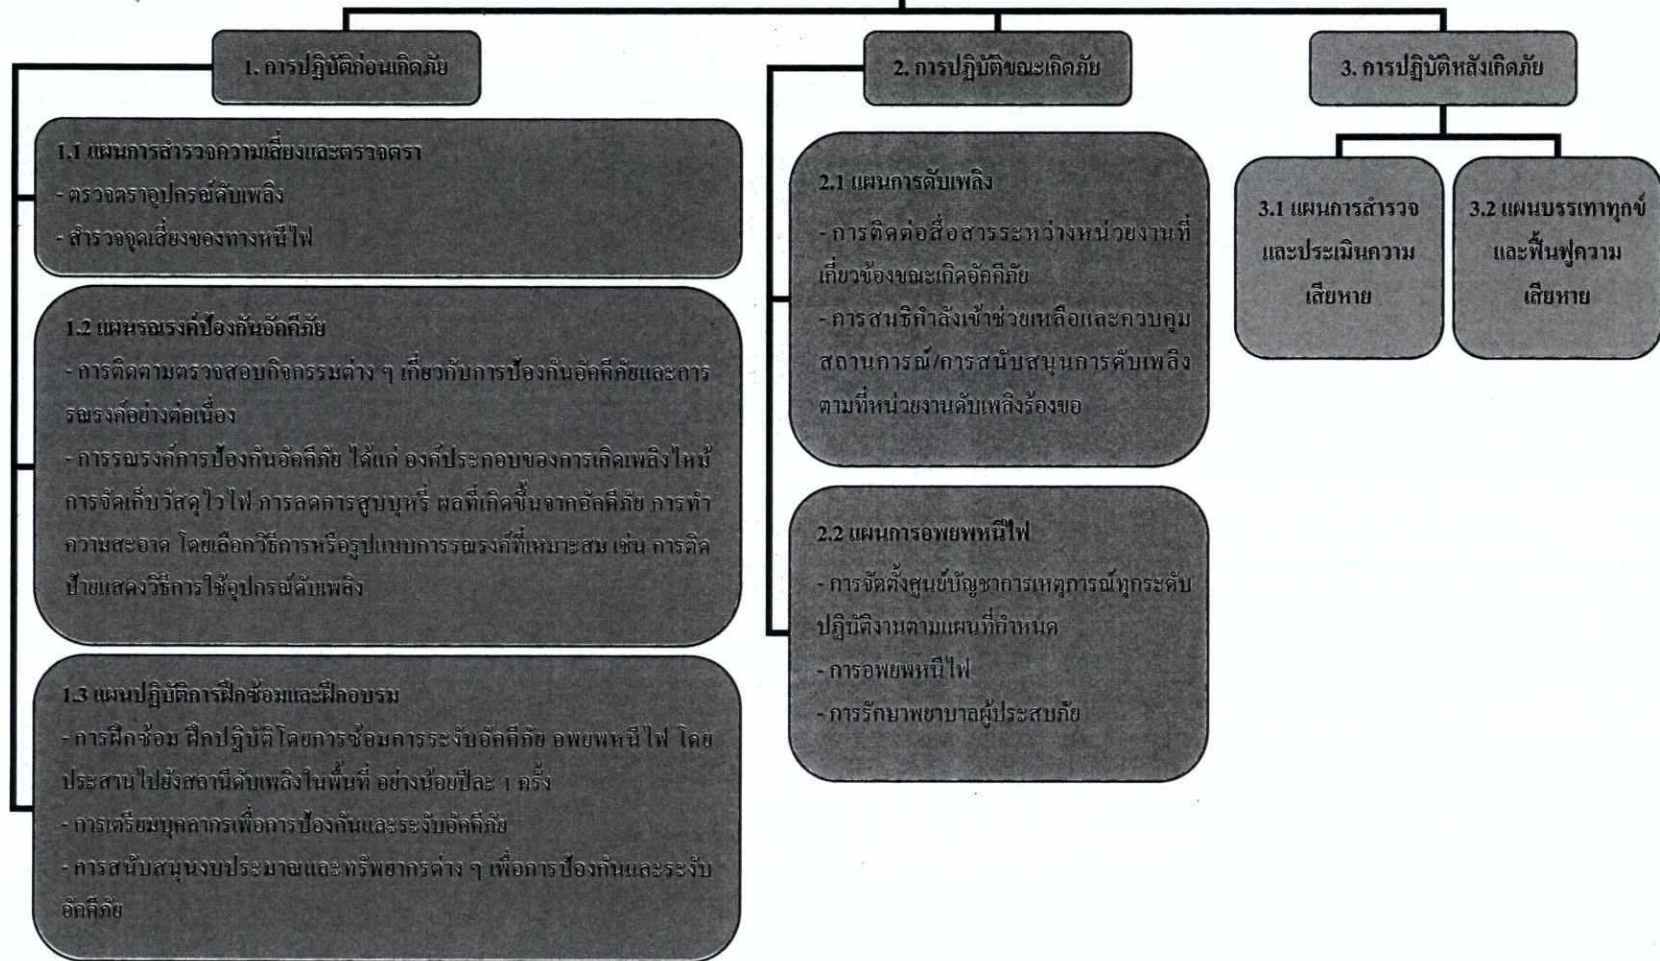 1. การปฏิบัติก่อนเกิดภัย
1.1 แผนการสำรวจความเสี่ยงและตรวจตรา
- ตรวจตราอุปกรณ์ดับเพลิง
- สำรวจจุดเสี่ยงของทางหนีไฟ
1.2 แผนรณรงค์ป้องกันอัคคีภัย
- การติดตามตรวจสอบกิจกรรมต่าง ๆ เกี่ยวกับการป้องกันอัคคีภัยและการ
รณรงค์อย่างต่อเนื่อง
- การรณรงค์การป้องกันอัคคีภัย ได้แก่ องค์ประกอบของการเกิดเพลิงไหม้
การจัดเก็บวัสดุไวไฟ การลดการสูบบุหรี่ ผลที่เกิดขึ้นจากอัคคีภัย การทำ
ความสะอาด โดยเลือกวิธีการหรือรูปแบบการรณรงค์ที่เหมาะสม เช่น การติด
ป้ายแสดงวิธีการใช้อุปกรณ์ดับเพลิง
1.3 แผนปฏิบัติการฝึกซ้อมและฝึกอบรม
- การฝึกซ้อม ฝึกปฏิบัติโดยการซ้อมการระงับอัคคีภัย อพยพหนีไฟ โดย
ประสานไปยังสถานีดับเพลิงในพื้นที่ อย่างน้อยปีละ 1 ครั้ง
- การเตรียมบุคลากรเพื่อการป้องกันและระงับอัคคีภัย
- การสนับสนุนงบประมาณและทรัพยากรต่าง ๆ เพื่อการป้องกันและระงับ
อัคคีภัย
2. การปฏิบัติขณะเกิดภัย
2.1 แผนการดับเพลิง
- การติดต่อสื่อสารระหว่างหน่วยงานที่
เกี่ยวข้องขณะเกิดอัคคีภัย
- การสนธิกำลังเข้าช่วยเหลือและควบคุม
สถานการณ์/การสนับสนุนการดับเพลิง
ตามที่หน่วยงานดับเพลิงร้องขอ
2.2 แผนการอพยพหนีไฟ
- การจัดตั้งศูนย์บัญชาการเหตุการณ์ทุกระดับ
ปฏิบัติงานตามแผนที่กำหนด
- การอพยพหนีไฟ
- การรักษาพยาบาลผู้ประสบภัย
3. การปฏิบัติหลังเกิดภัย
3.1 แผนการสำรวจ
และประเมินความ
เสียหาย
3.2 แผนบรรเทาทุกข์
และฟื้นฟูความ
เสียหาย